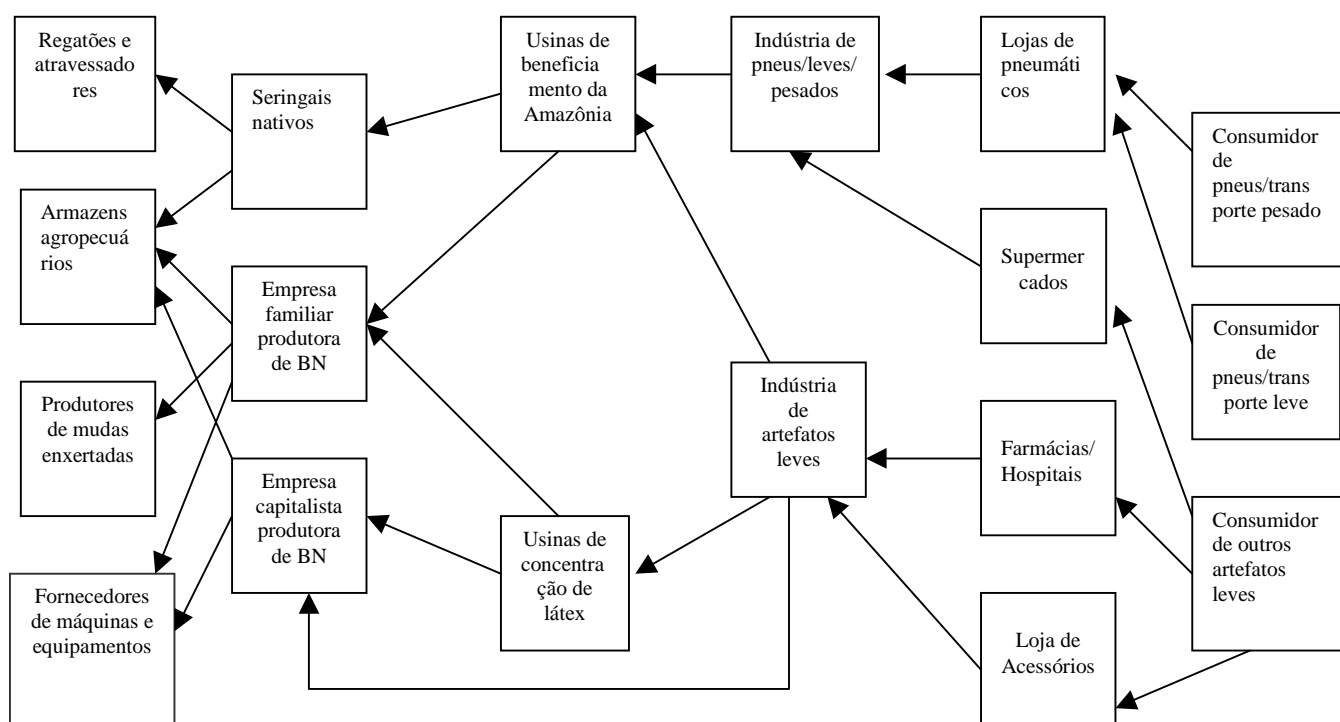 Regatões e
atravessado
res
Armazens
agropecuá
rios
Produtores
de mudas
enxertadas
Fornecedores
de máquinas e
equipamentos
Seringais
nativos
Empresa
familiar
produtora
de BN
Empresa
capitalista
produtora
de BN
Usinas de
beneficia
mento da
Amazônia
Usinas de
concentra
ção de
látex
Indústria de
pneus/leves/
pesados
Indústria
de
artefatos
leves
Lojas de
pneumáti
cos
Supermer
cados
Farmácias/
Hospitais
Loja de
Acessórios
Consumidor
de
pneus/trans
porte pesado
Consumidor
de
pneus/trans
porte leve
Consumidor
de outros
artefatos
leves